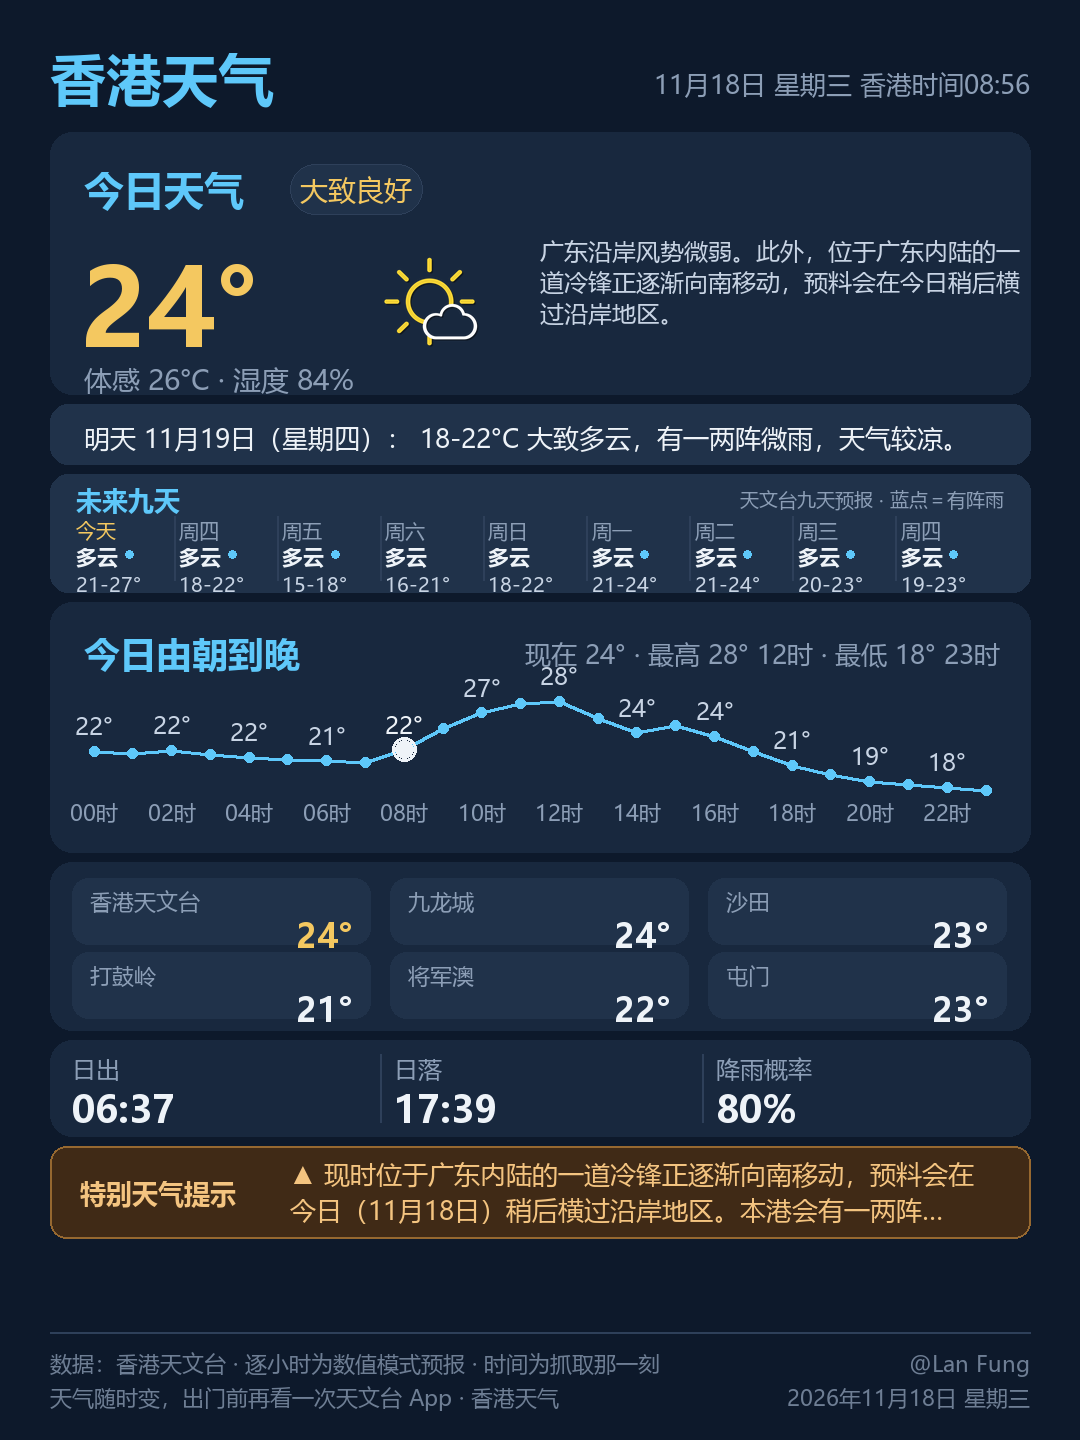 香港天气
11月18日 星期三 香港时间08:56
今日天气
大致良好
24°
体感 26°C · 湿度 84%
广东沿岸风势微弱。此外，位于广东内陆的一
道冷锋正逐渐向南移动，预料会在今日稍后横
过沿岸地区。
明天 11月19日（星期四）： 18-22°C 大致多云，有一两阵微雨，天气较凉。
未来九天
天文台九天预报 · 蓝点＝有阵雨
今天 周四 周五 周六 周日 周一 周二 周三 周四
多云 多云 多云 多云 多云 多云 多云 多云 多云
21-27° 18-22° 15-18° 16-21° 18-22° 21-24° 21-24° 20-23° 19-23°
今日由朝到晚
现在 24° · 最高 28° 12时 · 最低 18° 23时
22° 22° 22° 21° 22° 27° 28° 24° 24° 21° 19° 18°
00时 02时 04时 06时 08时 10时 12时 14时 16时 18时 20时 22时
香港天文台
24°
九龙城
24°
沙田
23°
打鼓岭
21°
将军澳
22°
屯门
23°
日出
06:37
日落
17:39
降雨概率
80%
特别天气提示
▲ 现时位于广东内陆的一道冷锋正逐渐向南移动，预料会在
今日（11月18日）稍后横过沿岸地区。本港会有一两阵...
数据：香港天文台 · 逐小时为数值模式预报 · 时间为抓取那一刻
天气随时变，出门前再看一次天文台 App · 香港天气
@Lan Fung
2026年11月18日 星期三